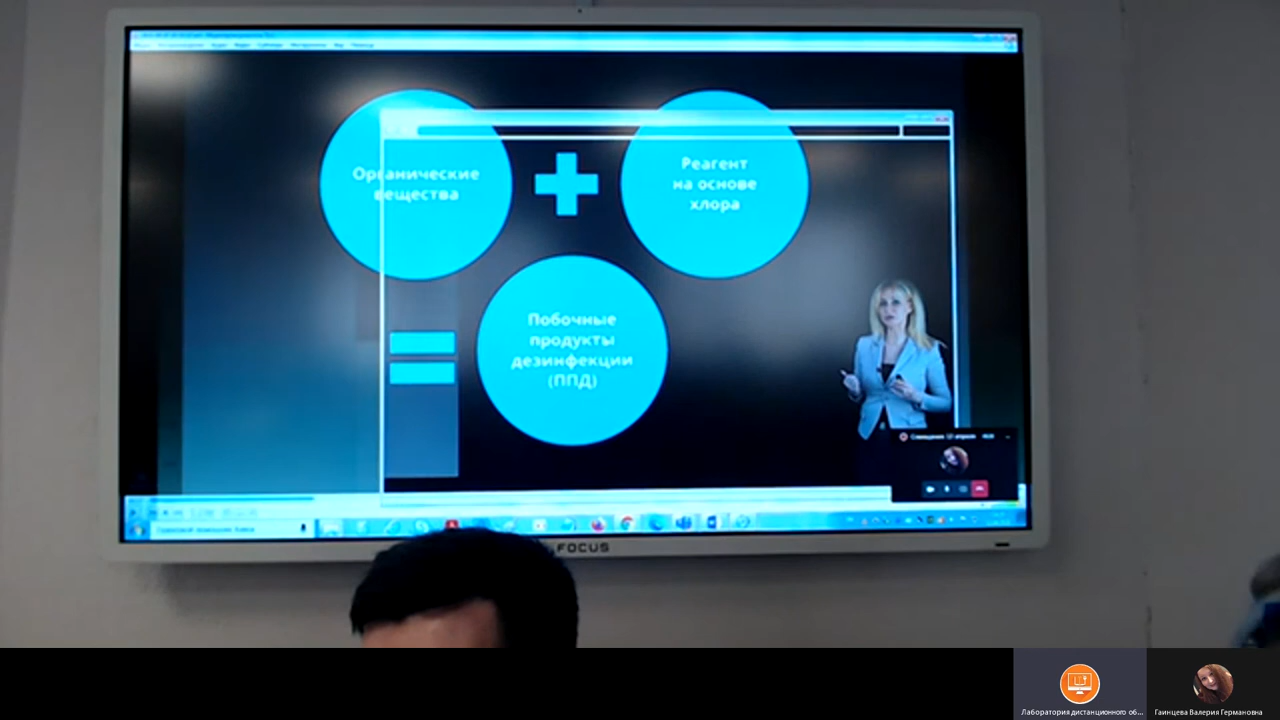 Органические
вещества
Реагент
на основе
хлора
Побочные
продукты
дезинфекции
(ППД)
FOCUS
Лаборатория дистанционного об...
Гаинцева Валерия Германовна